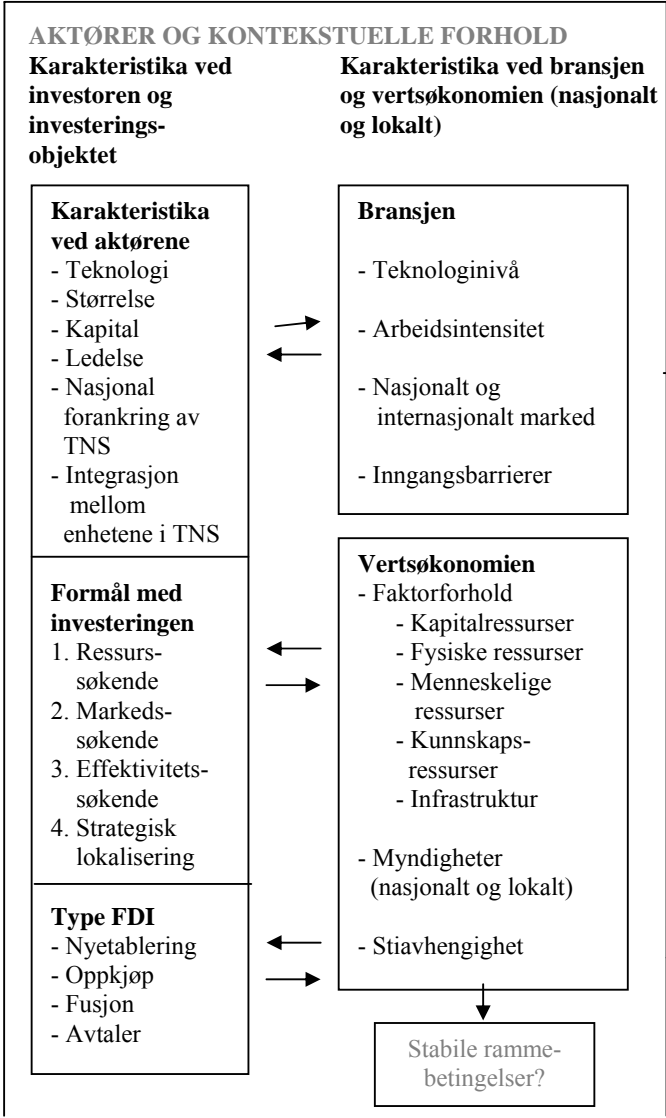 AKTØRER OG KONTEKSTUELLE FORHOLD
Karakteristika ved
investoren og
investerings-
objektet
Karakteristika ved bransjen
og vertsøkonomien (nasjonalt
og lokalt)
Karakteristika
ved aktørene
- Teknologi
- Størrelse
- Kapital
- Ledelse
- Nasjonal
forankring av
TNS
- Integrasjon
mellom
enhetene i TNS
Formål med
investeringen
1. Ressurs-
søkende
2. Markeds-
søkende
3. Effektivitets-
søkende
4. Strategisk
lokalisering
Type FDI
- Nyetablering
- Oppkjøp
- Fusjon
- Avtaler
Bransjen
- Teknologinivå
- Arbeidsintensitet
- Nasjonalt og
internasjonalt marked
- Inngangsbarrierer
Vertsøkonomien
- Faktorforhold
- Kapitalressurser
- Fysiske ressurser
- Menneskelige
ressurser
- Kunnskaps-
ressurser
- Infrastruktur
- Myndigheter
(nasjonalt og lokalt)
- Stiavhengighet
Stabile ramme-
betingelser?